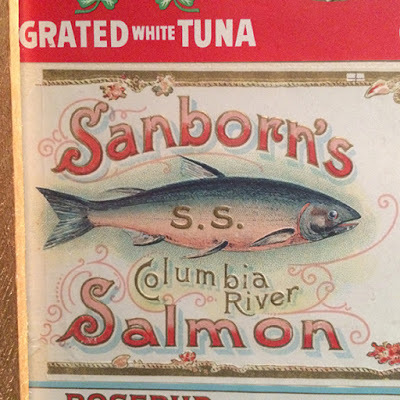 GRATED WHITE TUNA
Sanborn's
S.S.
Columbia
River
Salmon